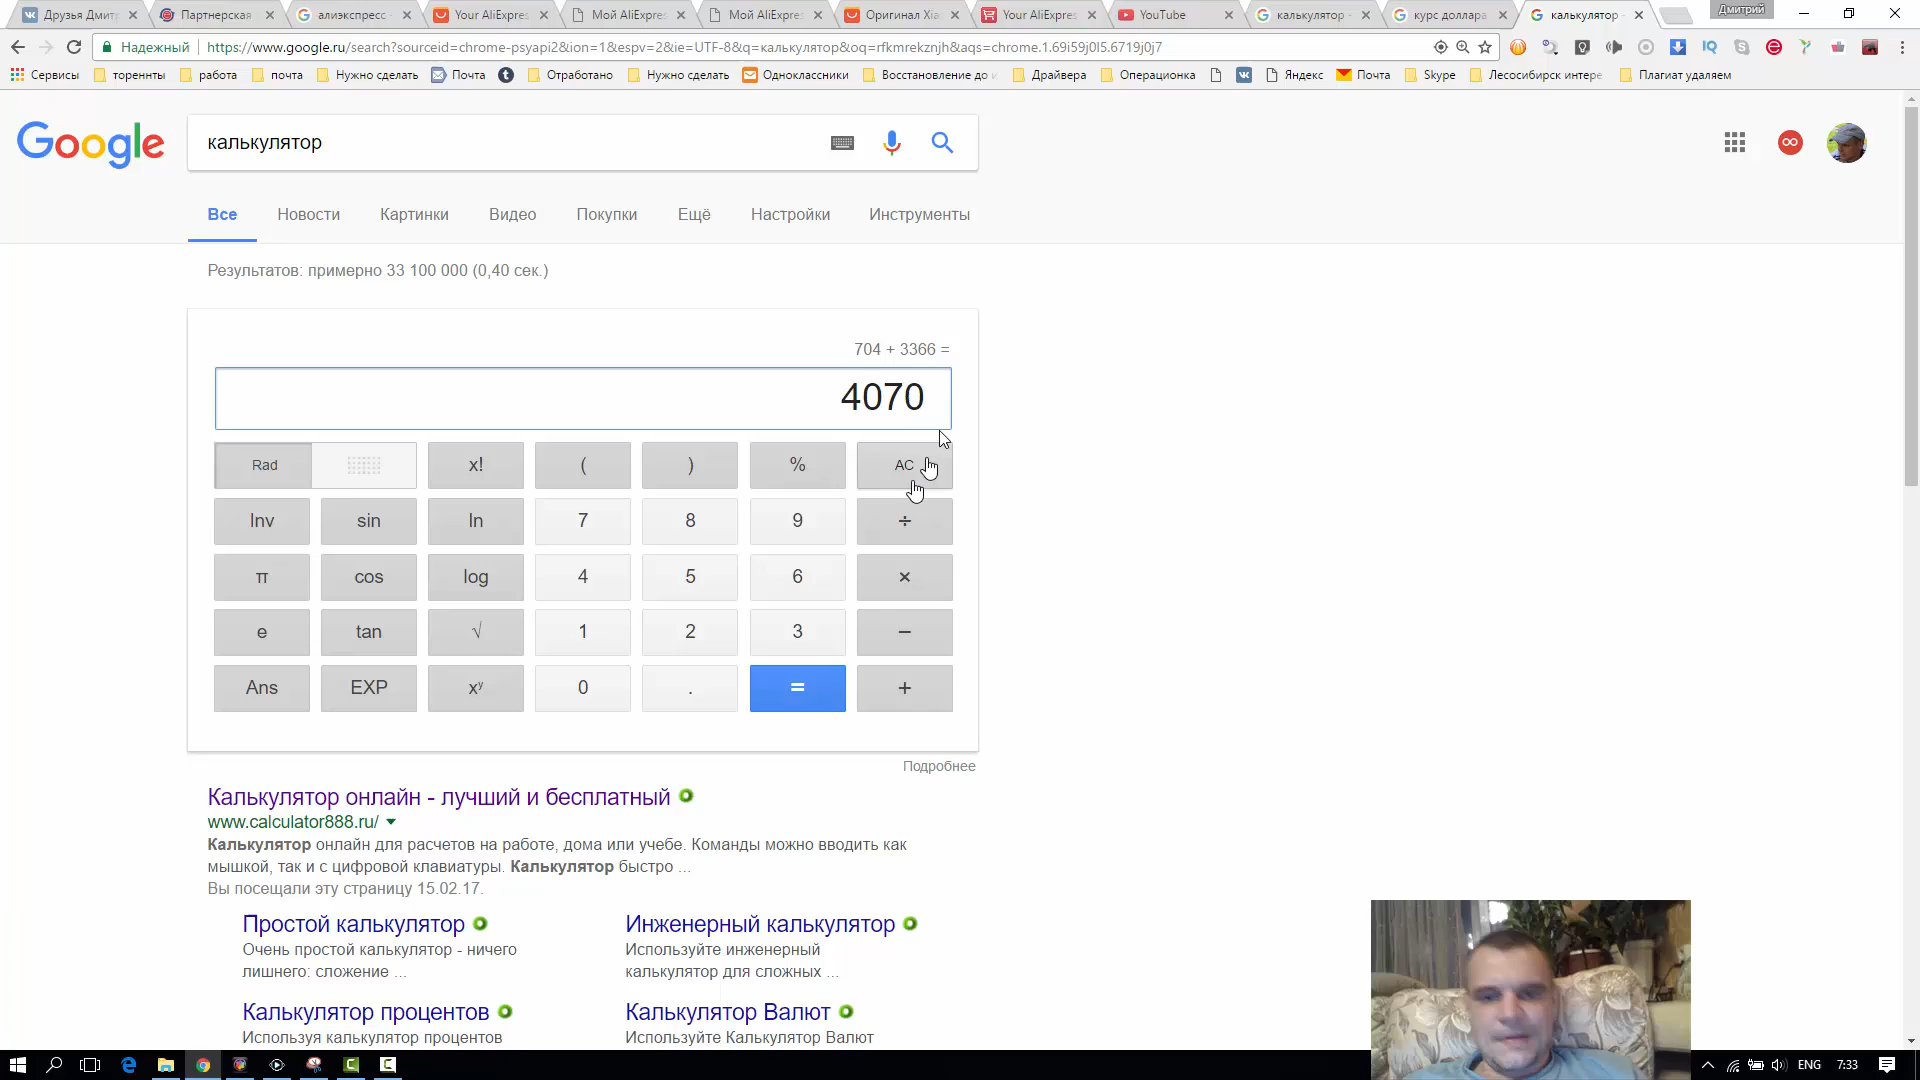 Друзья Дмит
Партнерская
алиэкспресс -
Your AliExpres
Мой AliExpres
Мой AliExpres
Оригинал Xia
Your AliExpres
YouTube
калькулятор -
курс доллара
калькулятор -
Дмитрий
Надежный
https://www.google.ru/search?sourceid=chrome-psyapi2&ion=1&espv=2&ie=UTF-8&q=калькулятор&oq=rfkmrekznjh&aqs=chrome.1.69i59j0l5.6719j0j7
Сервисы
тореннты
работа
почта
Нужно сделать
Почта
Отработано
Нужно сделать
Одноклассники
Восстановление до и
Драйвера
Операционка
Яндекс
Почта
Skype
Лесосибирск интере
Плагиат удаляем
Google
калькулятор
Все
Новости
Картинки
Видео
Покупки
Ещё
Настройки
Инструменты
Результатов: примерно 33 100 000 (0,40 сек.)
704 + 3366 =
4070
Rad
x!
(
)
%
AC
Inv
sin
ln
7
8
9
÷
π
cos
log
4
5
6
×
e
tan
√
1
2
3
−
Ans
EXP
xʸ
0
.
=
+
Подробнее
Калькулятор онлайн - лучший и бесплатный
www.calculator888.ru/
Калькулятор онлайн для расчетов на работе, дома или учебе. Команды можно вводить как
мышкой, так и с цифровой клавиатуры. Калькулятор быстро ...
Вы посещали эту страницу 15.02.17.
Простой калькулятор
Очень простой калькулятор - ничего
лишнего: сложение ...
Инженерный калькулятор
Используйте инженерный
калькулятор для сложных ...
Калькулятор процентов
Используя калькулятор процентов
Калькулятор Валют
Используйте Калькулятор Валют
ENG
7:33